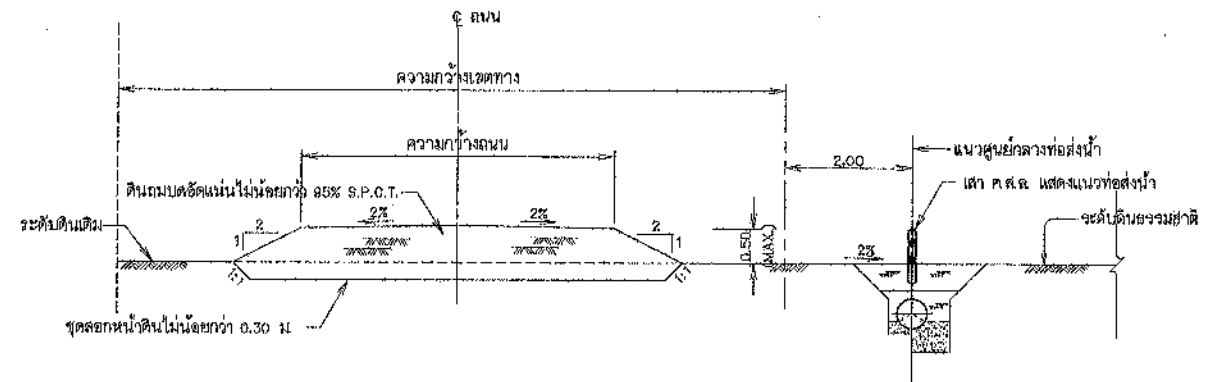 ℄ ถนน
ความกว้างเขตทาง
ความกว้างถนน
2.00
แนวศูนย์กลางท่อส่งน้ำ
ดินถมบดอัดแน่นไม่น้อยกว่า 95% S.P.C.T.
เสา ค.ส.ล. แสดงแนวท่อส่งน้ำ
ระดับดินเดิม
2
1
2%
2%
2
1
0.50
(MAX.)
2%
ระดับดินธรรมชาติ
1:1
1:1
ขุดลอกหน้าดินไม่น้อยกว่า 0.30 ม